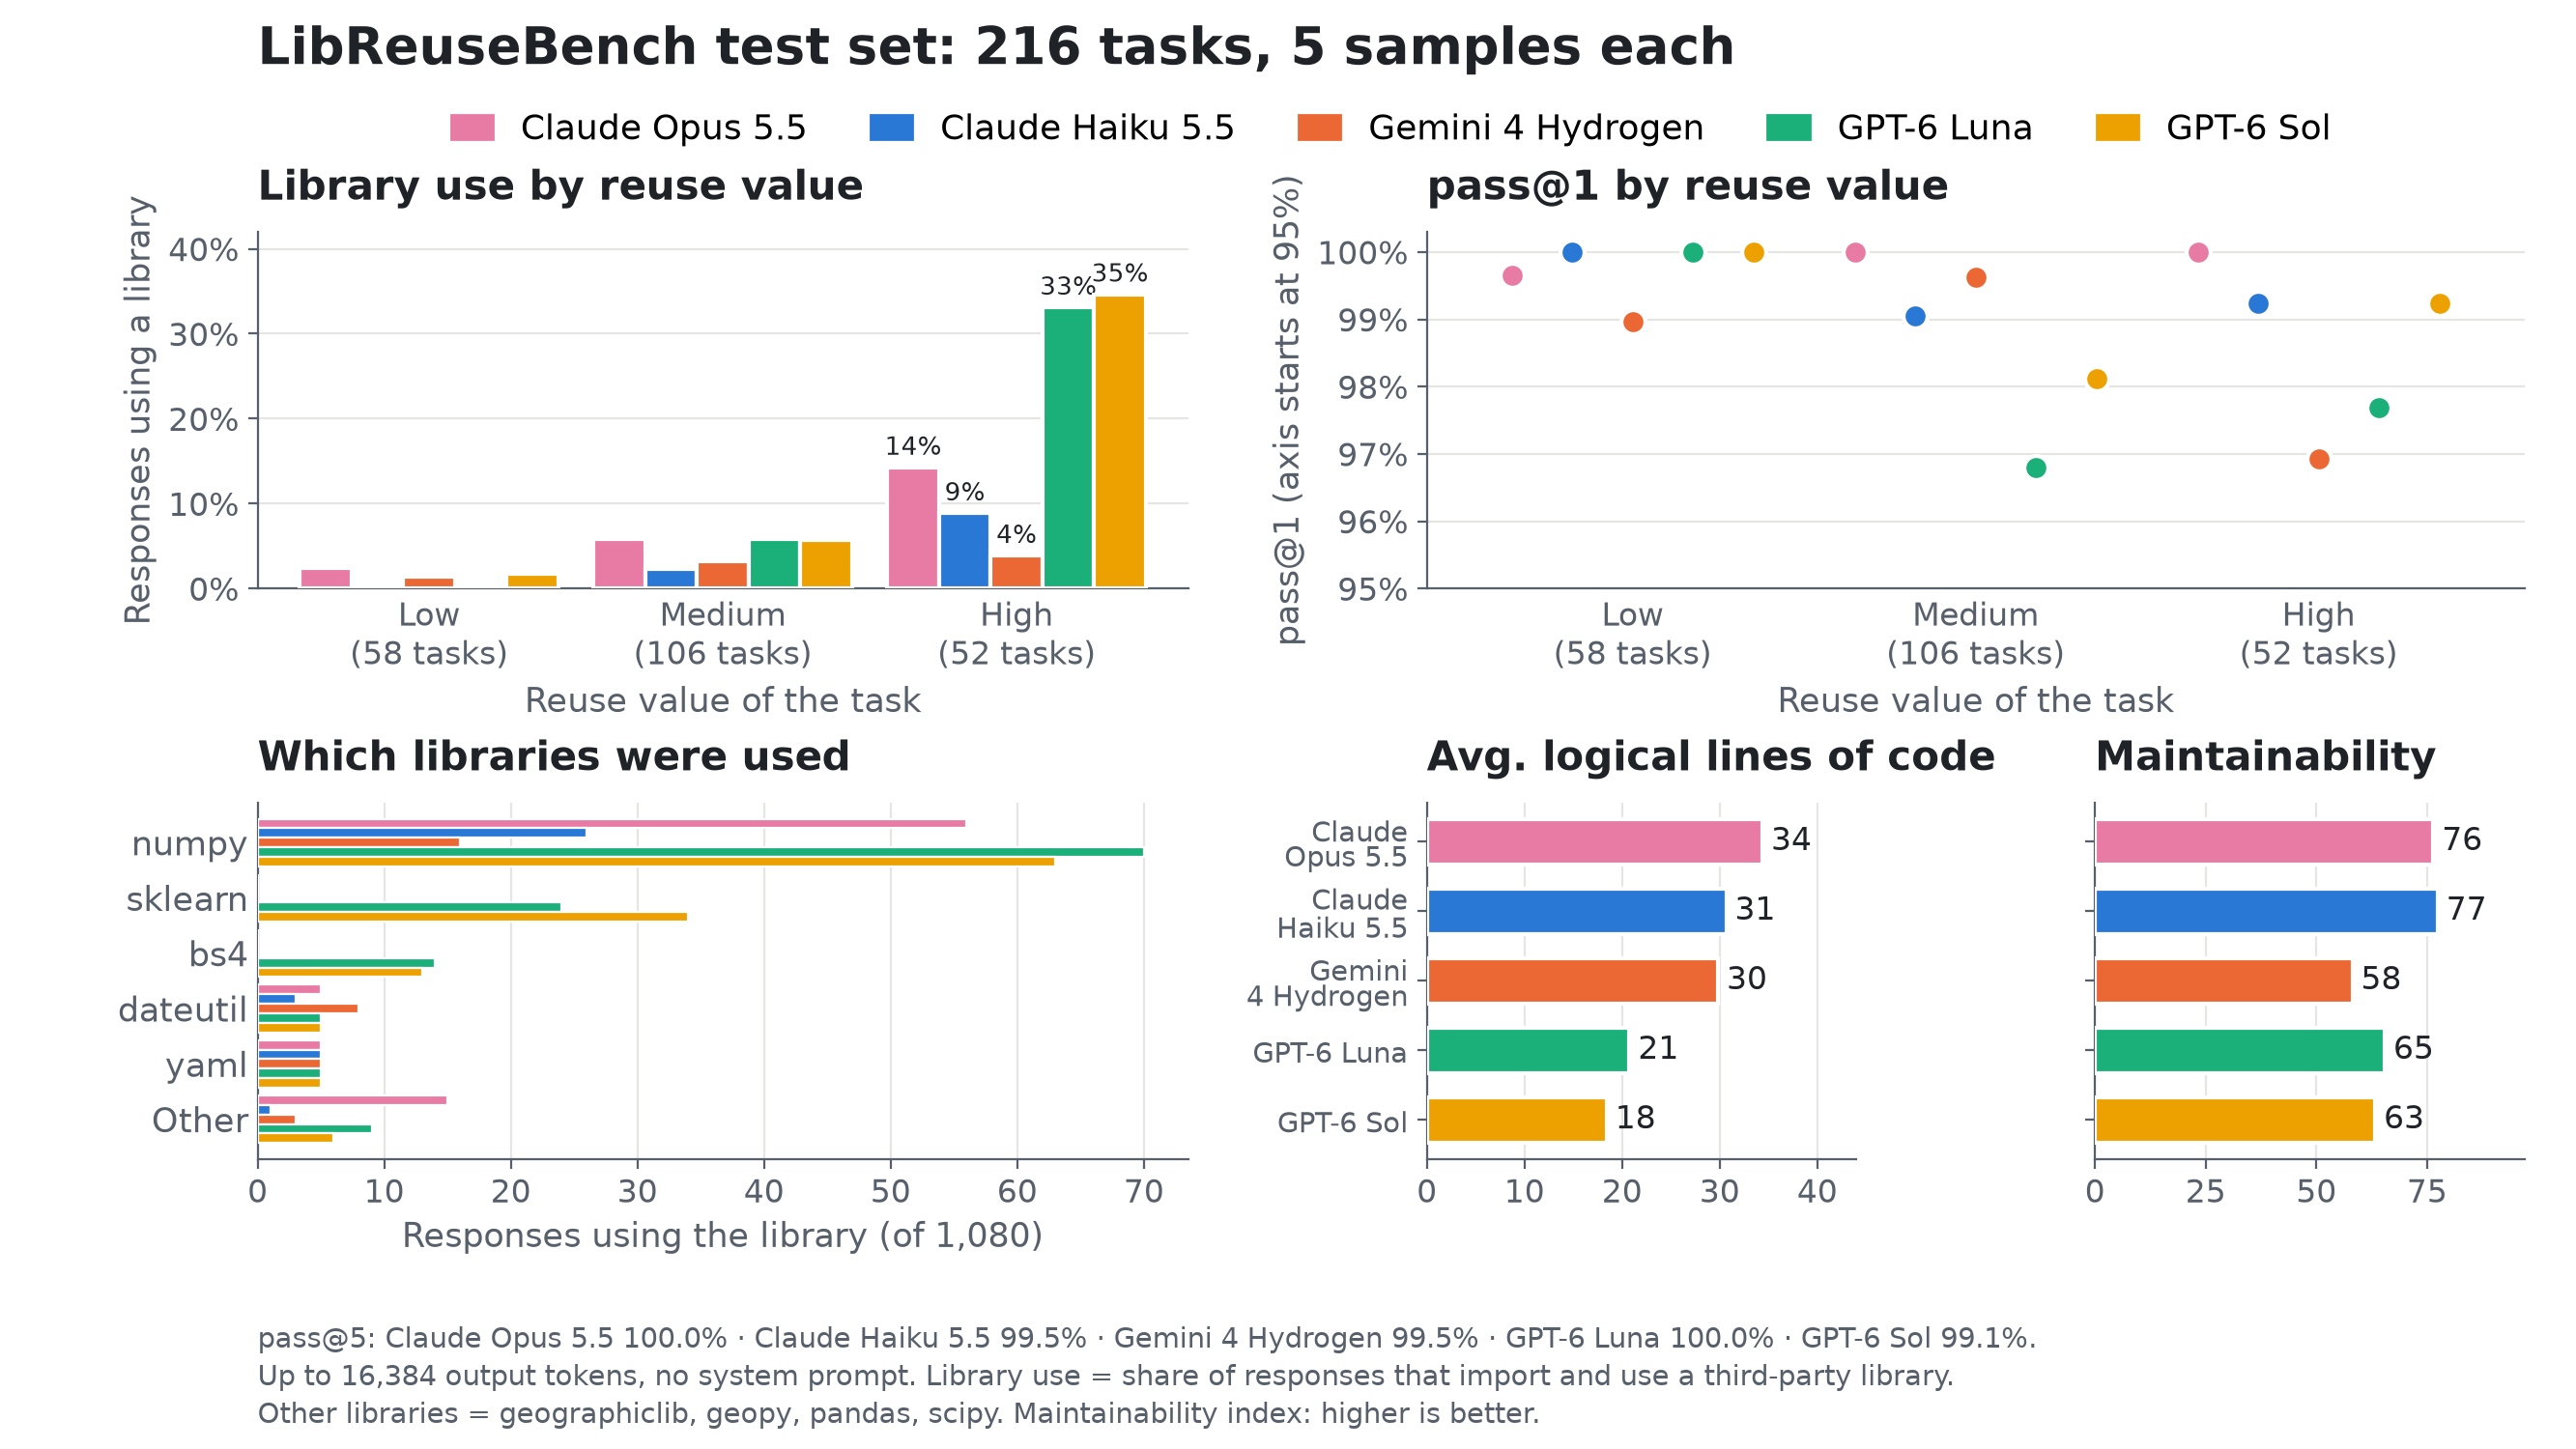 LibReuseBench test set: 216 tasks, 5 samples each
Claude Opus 5.5 Claude Haiku 5.5 Gemini 4 Hydrogen GPT-6 Luna GPT-6 Sol
Library use by reuse value
Responses using a library
40%
30%
20%
10%
0%
14%
9%
4%
33%
35%
Low
(58 tasks)
Medium
(106 tasks)
High
(52 tasks)
Reuse value of the task
pass@1 by reuse value
pass@1 (axis starts at 95%)
100%
99%
98%
97%
96%
95%
Low
(58 tasks)
Medium
(106 tasks)
High
(52 tasks)
Reuse value of the task
Which libraries were used
numpy
sklearn
bs4
dateutil
yaml
Other
0 10 20 30 40 50 60 70
Responses using the library (of 1,080)
Avg. logical lines of code
Claude
Opus 5.5
34
Claude
Haiku 5.5
31
Gemini
4 Hydrogen
30
GPT-6 Luna
21
GPT-6 Sol
18
0 10 20 30 40
Maintainability
76
77
58
65
63
0 25 50 75
pass@5: Claude Opus 5.5 100.0% · Claude Haiku 5.5 99.5% · Gemini 4 Hydrogen 99.5% · GPT-6 Luna 100.0% · GPT-6 Sol 99.1%.
Up to 16,384 output tokens, no system prompt. Library use = share of responses that import and use a third-party library.
Other libraries = geographiclib, geopy, pandas, scipy. Maintainability index: higher is better.